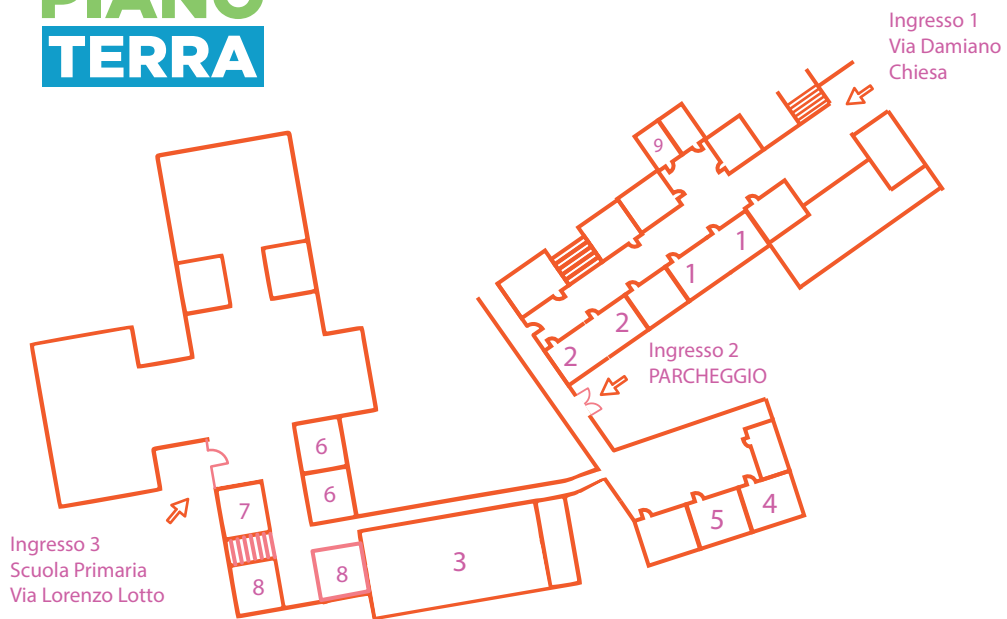 PIANO
TERRA
Ingresso 1
Via Damiano
Chiesa
9
1
1
2
2
Ingresso 2
PARCHEGGIO
6
6
7
4
5
3
8
8
Ingresso 3
Scuola Primaria
Via Lorenzo Lotto